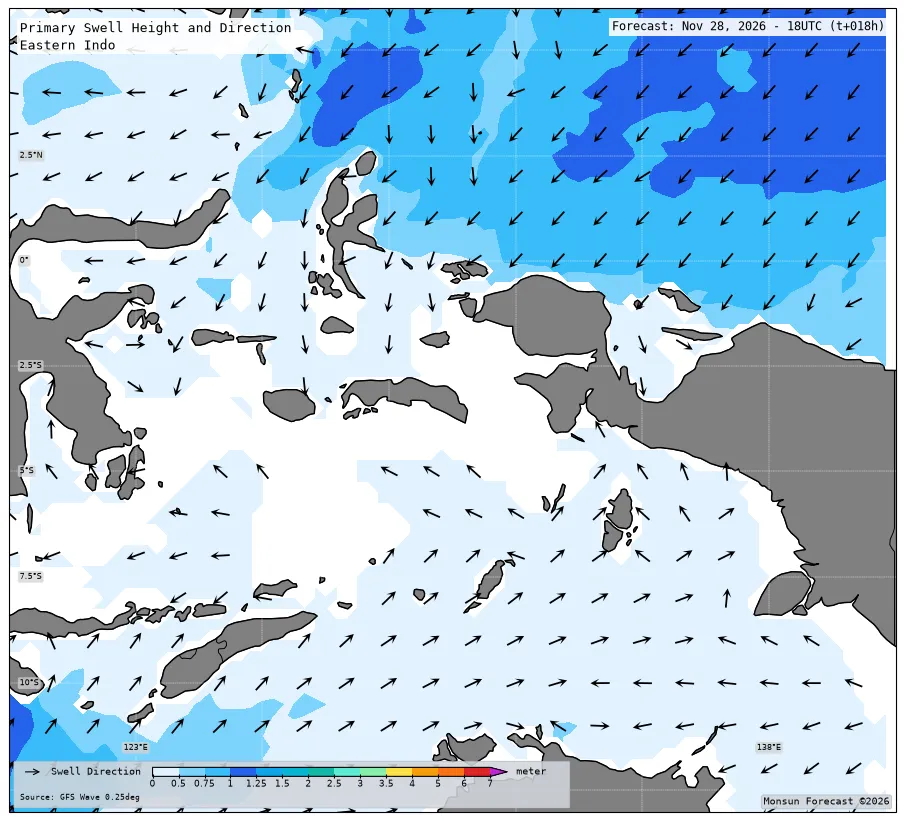 Primary Swell Height and Direction
Eastern Indo
Forecast: Nov 28, 2026 - 18UTC (t+018h)
2.5°N
0°
2.5°S
5°S
7.5°S
10°S
123°E
138°E
Swell Direction
0 0.5 0.75 1 1.25 1.5 2 2.5 3 3.5 4 5 6 7
meter
Source: GFS Wave 0.25deg
Monsun Forecast ©2026